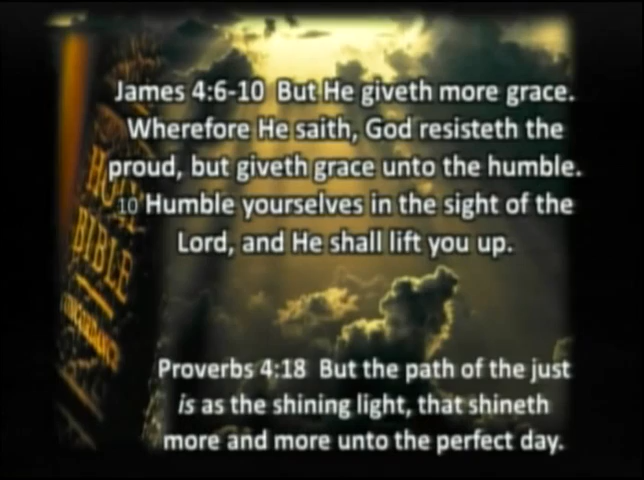 James 4:6-10 But He giveth more grace.
Wherefore He saith, God resisteth the
proud, but giveth grace unto the humble.
10 Humble yourselves in the sight of the
Lord, and He shall lift you up.
HOLY
BIBLE
CONCORDANCE
Proverbs 4:18 But the path of the just
is as the shining light, that shineth
more and more unto the perfect day.